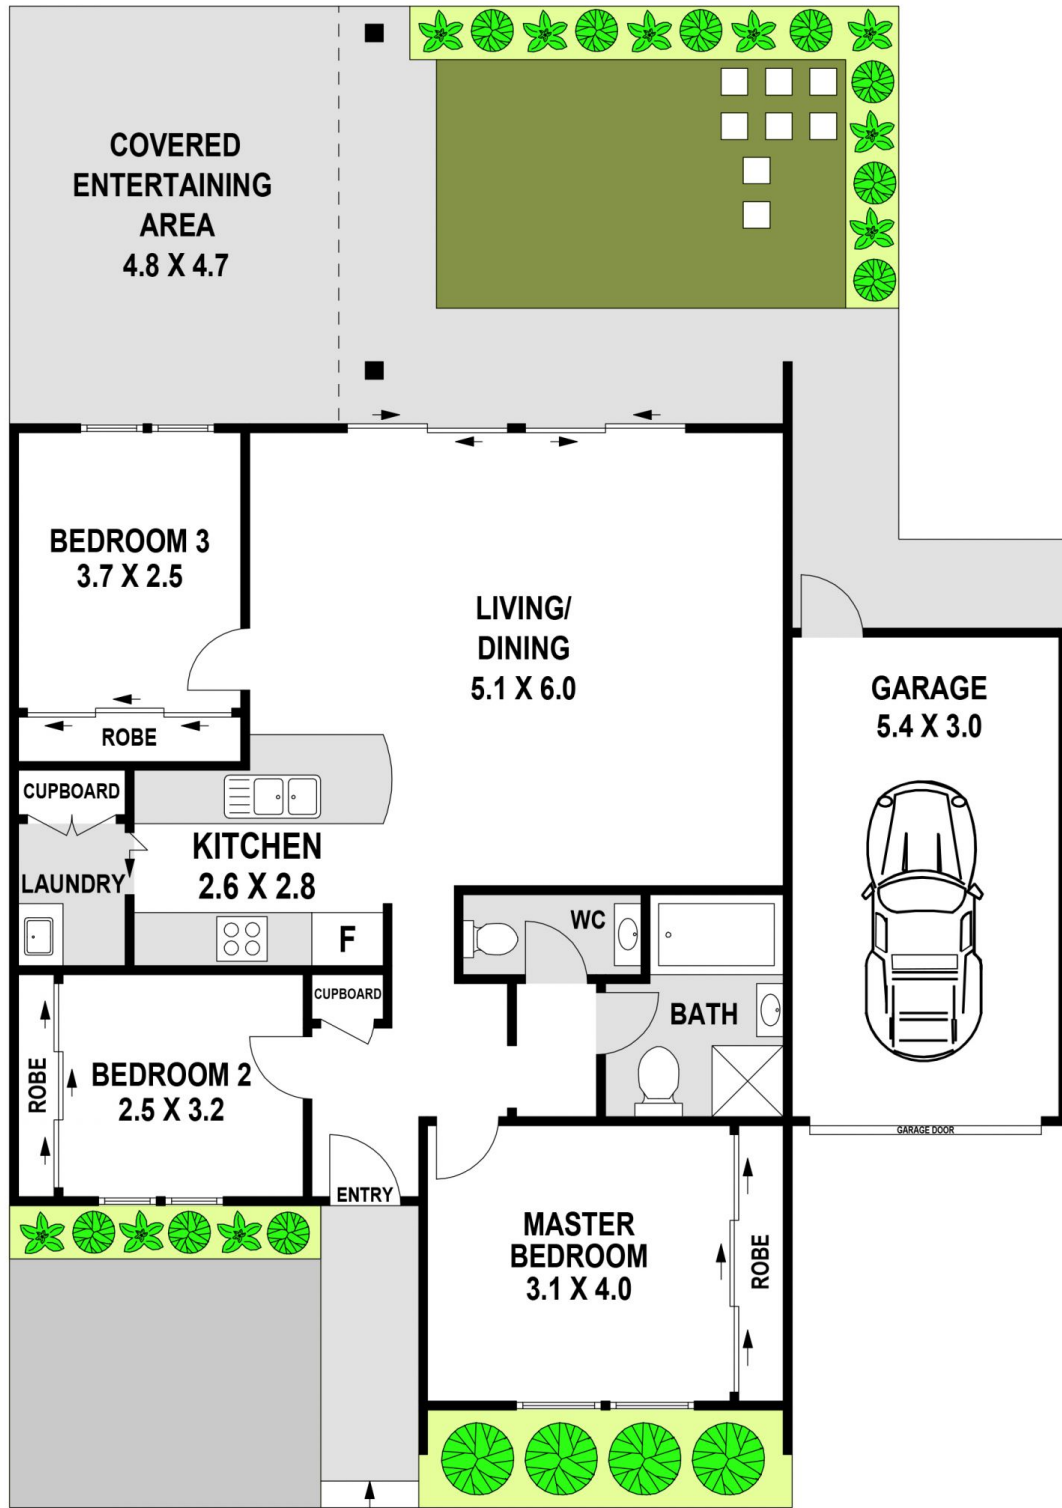 COVERED
ENTERTAINING
AREA
4.8 X 4.7
BEDROOM 3
3.7 X 2.5
LIVING/
DINING
5.1 X 6.0
GARAGE
5.4 X 3.0
ROBE
CUPBOARD
KITCHEN
2.6 X 2.8
LAUNDRY
F
WC
CUPBOARD
BATH
ROBE
BEDROOM 2
2.5 X 3.2
GARAGE DOOR
ENTRY
MASTER
BEDROOM
3.1 X 4.0
ROBE